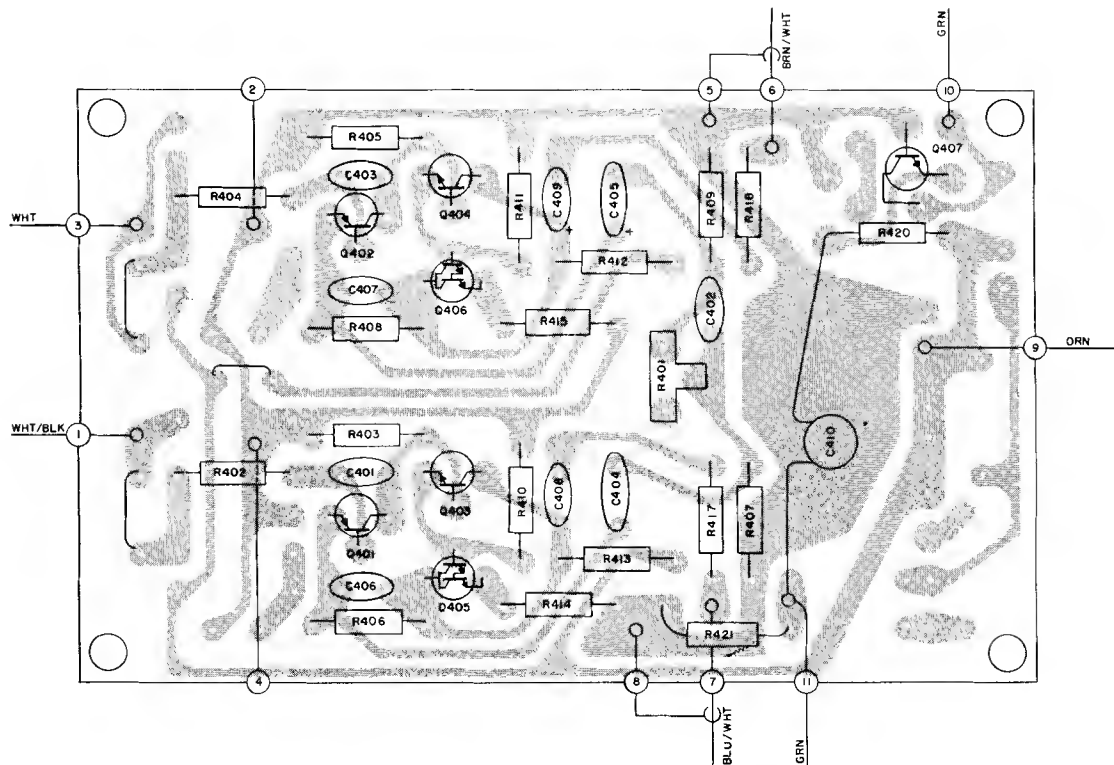 BRN/WHT
GRN
2
5
6
10
R405
Q407
C403
R404
Q404
R411
C409
C405
R409
R418
WHT
3
Q402
+
+
R420
R412
C407
Q406
C402
R408
R415
R401
9
ORN
WHT/BLK
1
R403
C410
R402
C401
Q403
R410
C408
C404
R417
R407
Q401
R413
C406
Q405
R414
R406
R421
4
8
7
11
BLU/WHT
GRN